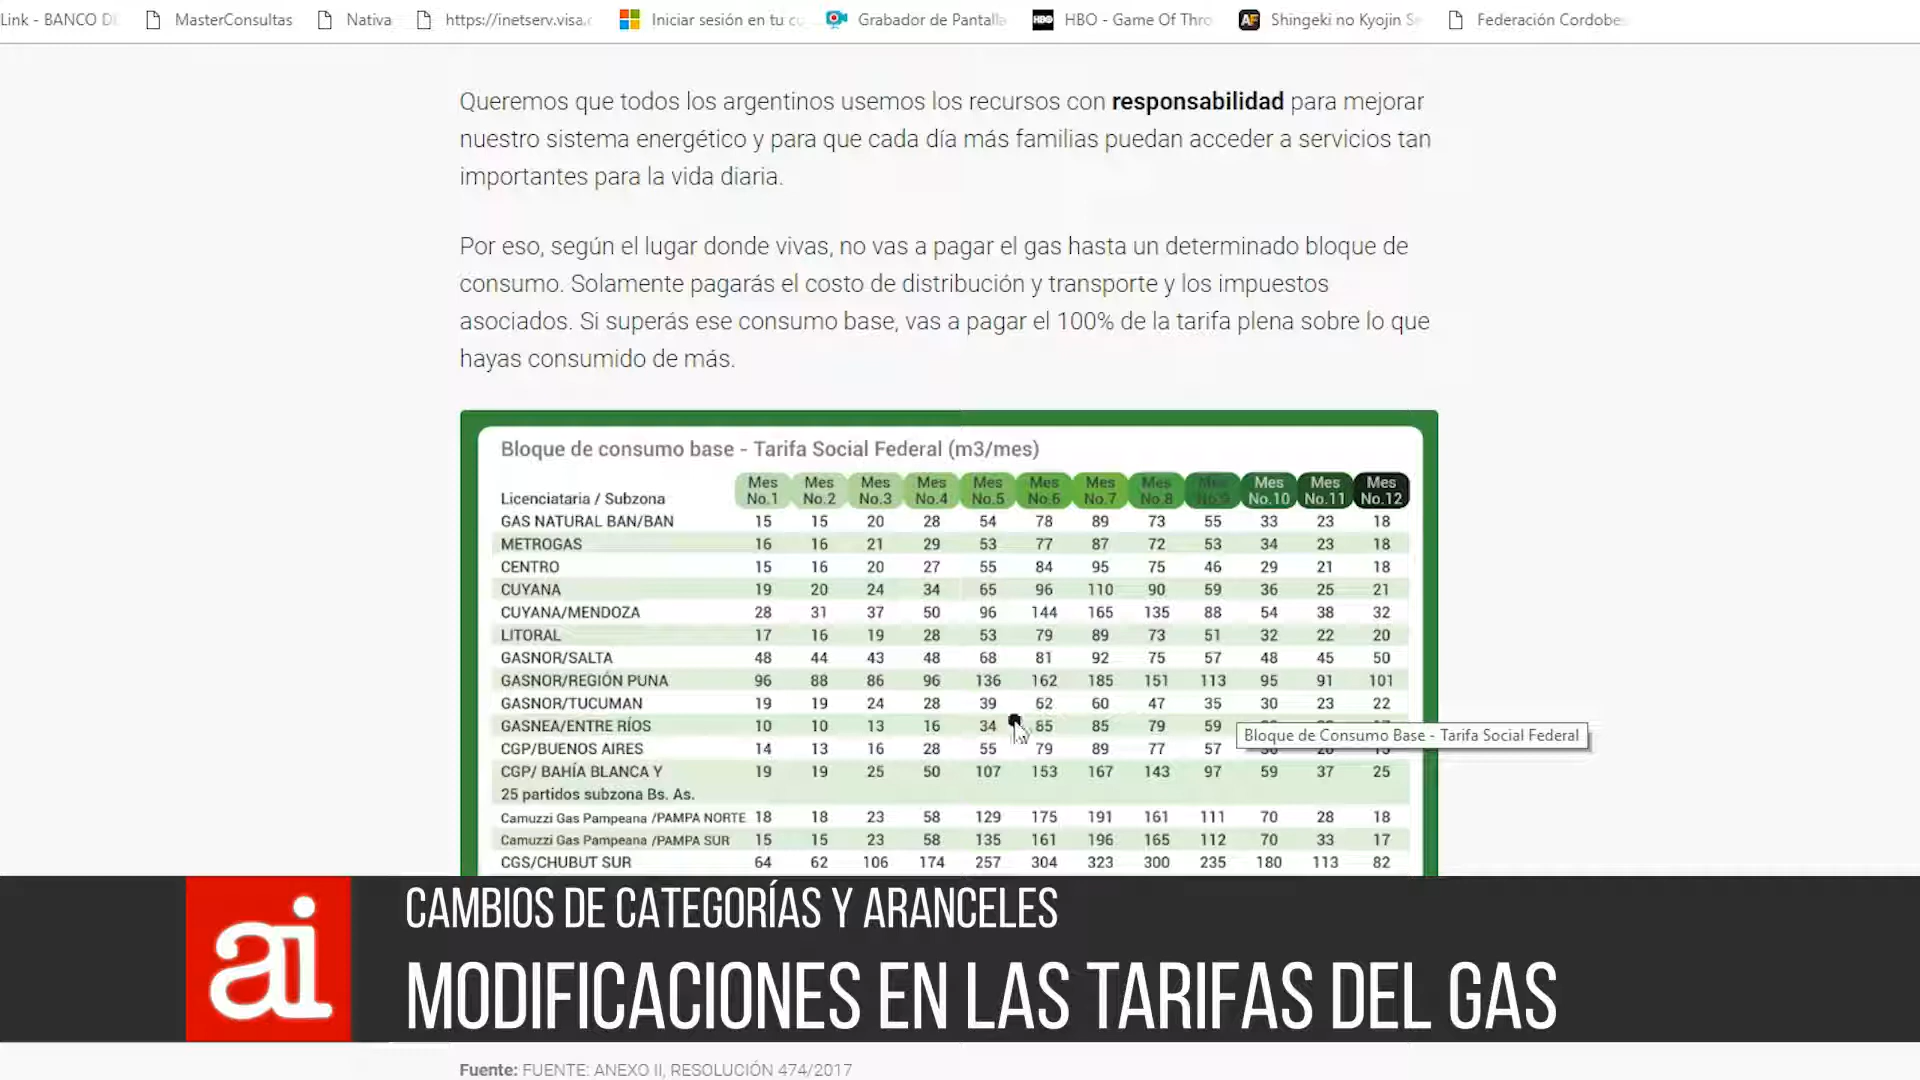 Link - BANCO DE MasterConsultas Nativa https://inetserv.visa. Iniciar sesión en tu cu Grabador de Pantalla HBO - Game Of Thro Shingeki no Kyojin S Federación Cordobe
Queremos que todos los argentinos usemos los recursos con responsabilidad para mejorar
nuestro sistema energético y para que cada día más familias puedan acceder a servicios tan
importantes para la vida diaria.
Por eso, según el lugar donde vivas, no vas a pagar el gas hasta un determinado bloque de
consumo. Solamente pagarás el costo de distribución y transporte y los impuestos
asociados. Si superás ese consumo base, vas a pagar el 100% de la tarifa plena sobre lo que
hayas consumido de más.
Bloque de consumo base - Tarifa Social Federal (m3/mes)
Licenciataria / Subzona Mes No.1 Mes No.2 Mes No.3 Mes No.4 Mes No.5 Mes No.6 Mes No.7 Mes No.8 Mes No.9 Mes No.10 Mes No.11 Mes No.12
GAS NATURAL BAN/BAN 15 15 20 28 54 78 89 73 55 33 23 18
METROGAS 16 16 21 29 53 77 87 72 53 34 23 18
CENTRO 15 16 20 27 55 84 95 75 46 29 21 18
CUYANA 19 20 24 34 65 96 110 90 59 36 25 21
CUYANA/MENDOZA 28 31 37 50 96 144 165 135 88 54 38 32
LITORAL 17 16 19 28 53 79 89 73 51 32 22 20
GASNOR/SALTA 48 44 43 48 68 81 92 75 57 48 45 50
GASNOR/REGIÓN PUNA 96 88 86 96 136 162 185 151 113 95 91 101
GASNOR/TUCUMAN 19 19 24 28 39 62 60 47 35 30 23 22
GASNEA/ENTRE RÍOS 10 10 13 16 34 65 85 79 59
Bloque de Consumo Base - Tarifa Social Federal
CGP/BUENOS AIRES 14 13 16 28 55 79 89 77 57
CGP/ BAHÍA BLANCA Y 19 19 25 50 107 153 167 143 97 59 37 25
25 partidos subzona Bs. As.
Camuzzi Gas Pampeana /PAMPA NORTE 18 18 23 58 129 175 191 161 111 70 28 18
Camuzzi Gas Pampeana /PAMPA SUR 15 15 23 58 135 161 196 165 112 70 33 17
CGS/CHUBUT SUR 64 62 106 174 257 304 323 300 235 180 113 82
ai
CAMBIOS DE CATEGORÍAS Y ARANCELES
MODIFICACIONES EN LAS TARIFAS DEL GAS
Fuente: FUENTE: ANEXO II, RESOLUCIÓN 474/2017